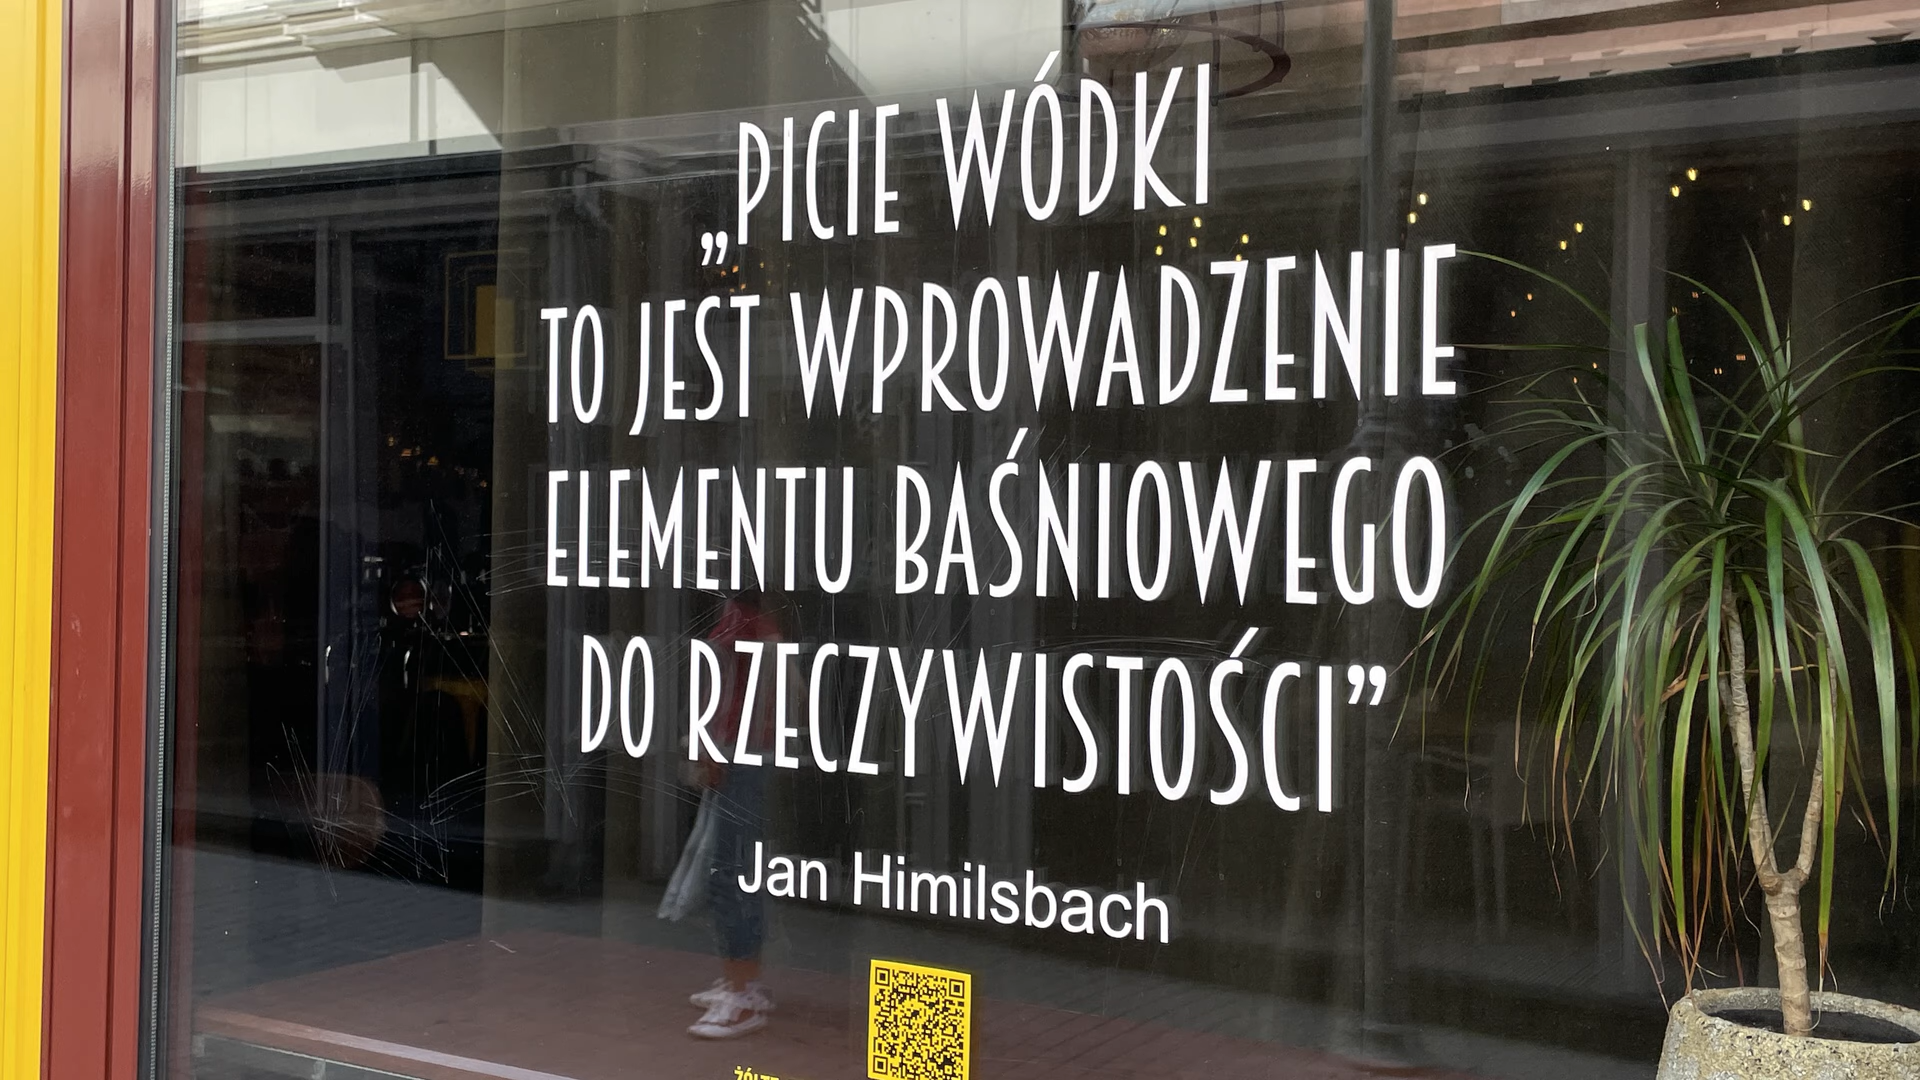 „PICIE WÓDKI
TO JEST WPROWADZENIE
ELEMENTU BAŚNIOWEGO
DO RZECZYWISTOŚCI”
Jan Himilsbach